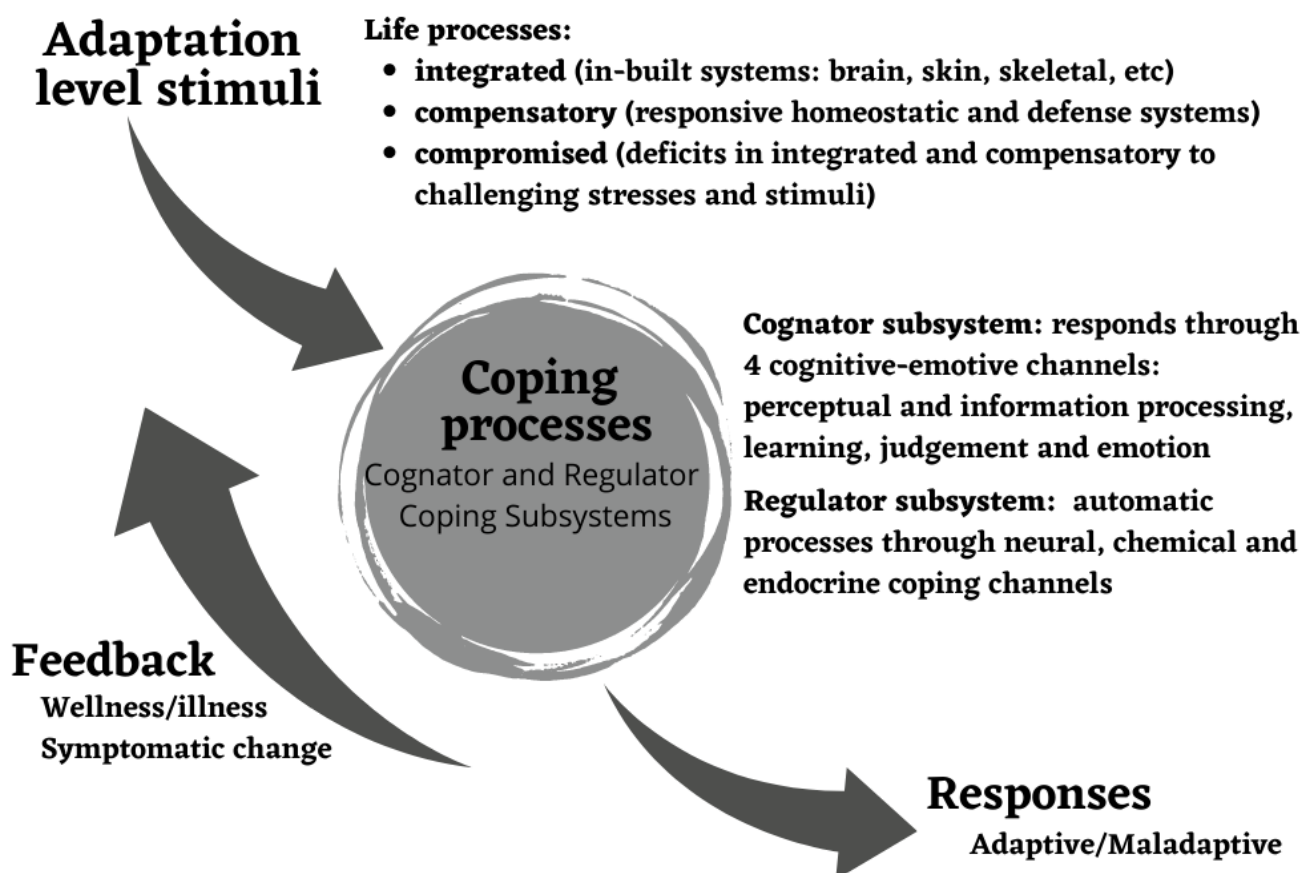 Adaptation
level stimuli
Life processes:
• integrated (in-built systems: brain, skin, skeletal, etc)
• compensatory (responsive homeostatic and defense systems)
• compromised (deficits in integrated and compensatory to
challenging stresses and stimuli)
Coping
processes
Cognator and Regulator
Coping Subsystems
Cognator subsystem: responds through
4 cognitive-emotive channels:
perceptual and information processing,
learning, judgement and emotion
Regulator subsystem: automatic
processes through neural, chemical and
endocrine coping channels
Feedback
Wellness/illness
Symptomatic change
Responses
Adaptive/Maladaptive